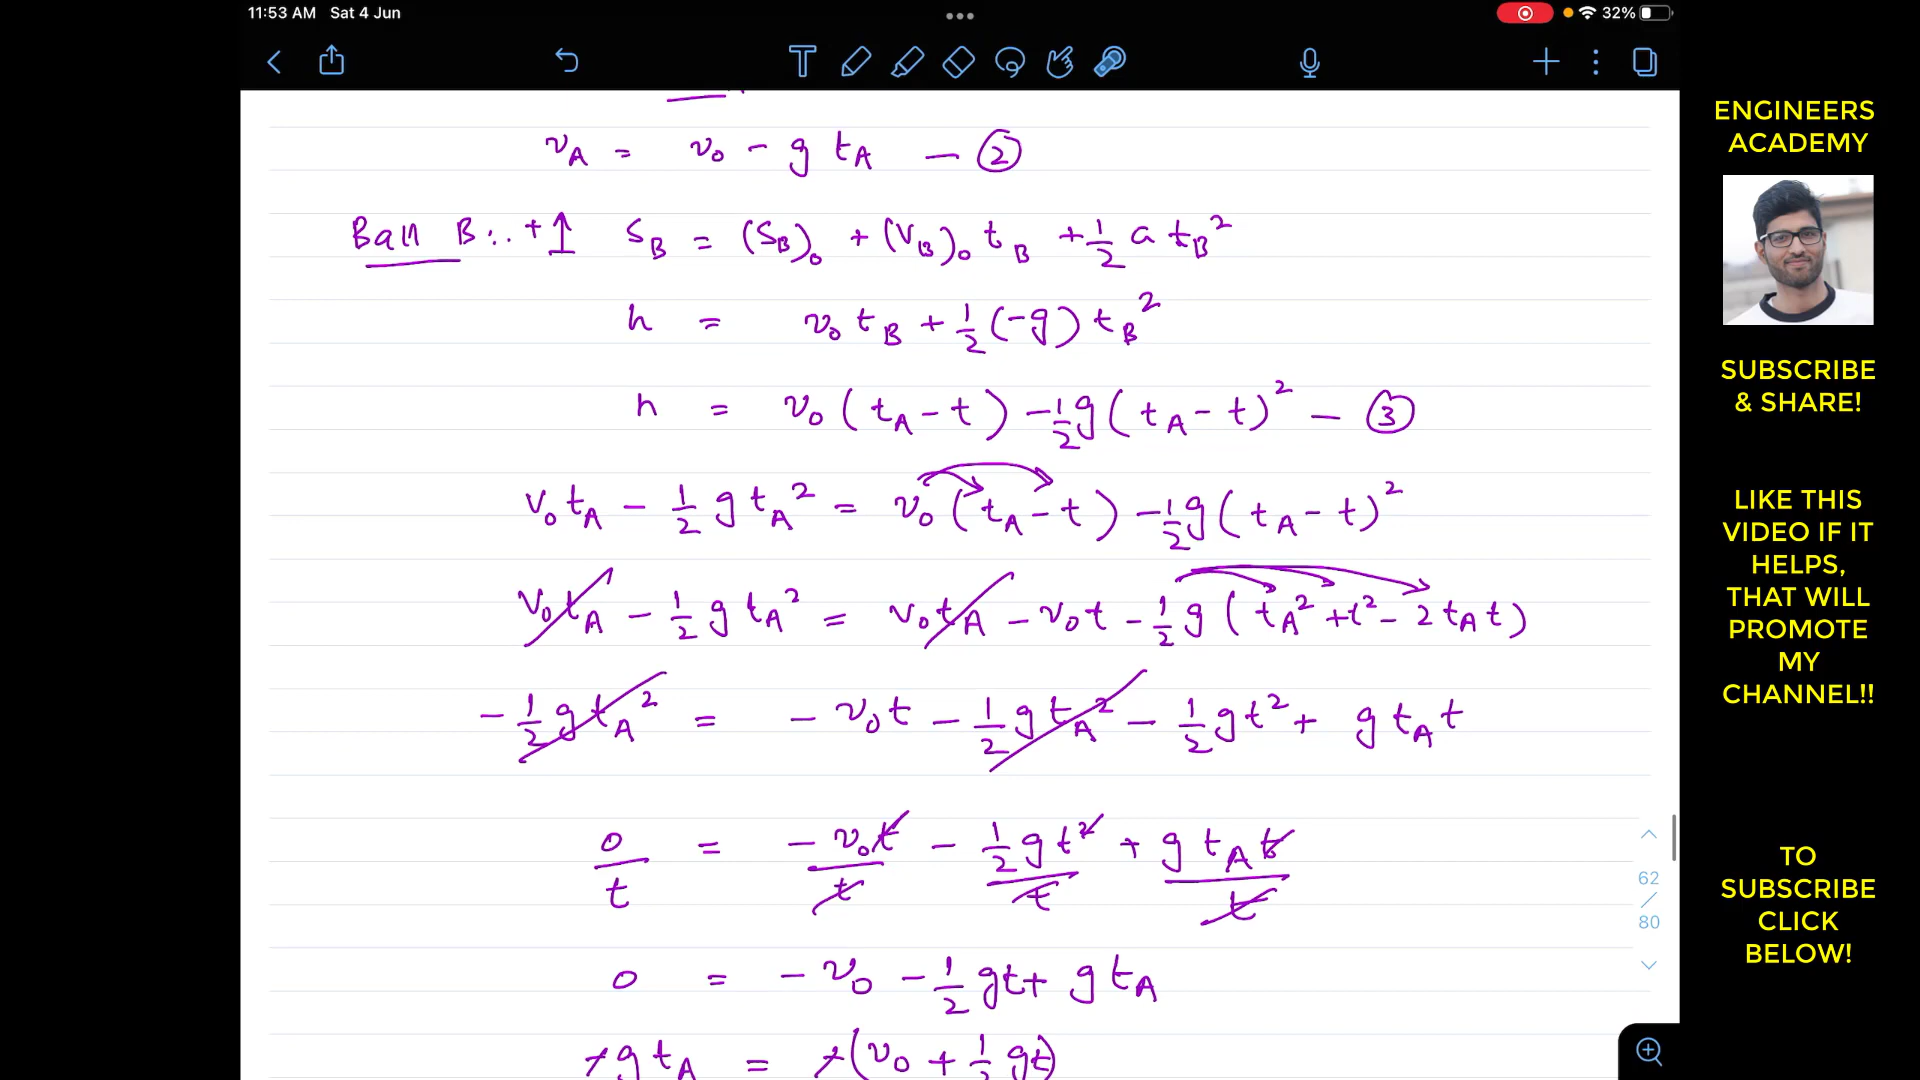 11:53 AM Sat 4 Jun
32%
v_A = v_0 - g t_A - ②
Ball B:. +↑ S_B = (S_B)_0 + (V_B)_0 t_B + 1/2 a t_B^2
h = v_0 t_B + 1/2 (-g) t_B^2
h = v_0 (t_A - t) - 1/2 g (t_A - t)^2 - ③
V_0 t_A - 1/2 g t_A^2 = v_0 (t_A - t) - 1/2 g (t_A - t)^2
V_0 t_A - 1/2 g t_A^2 = v_0 t_A - v_0 t - 1/2 g (t_A^2 + t^2 - 2 t_A t)
- 1/2 g t_A^2 = - v_0 t - 1/2 g t_A^2 - 1/2 g t^2 + g t_A t
0/t = - v_0 t/t - 1/2 g t^2/t + g t_A t/t
0 = - v_0 - 1/2 g t + g t_A
-g t_A = -(v_0 + 1/2 g t)
62
/
80
ENGINEERS
ACADEMY
SUBSCRIBE
& SHARE!
LIKE THIS
VIDEO IF IT
HELPS,
THAT WILL
PROMOTE
MY
CHANNEL!!
TO
SUBSCRIBE
CLICK
BELOW!